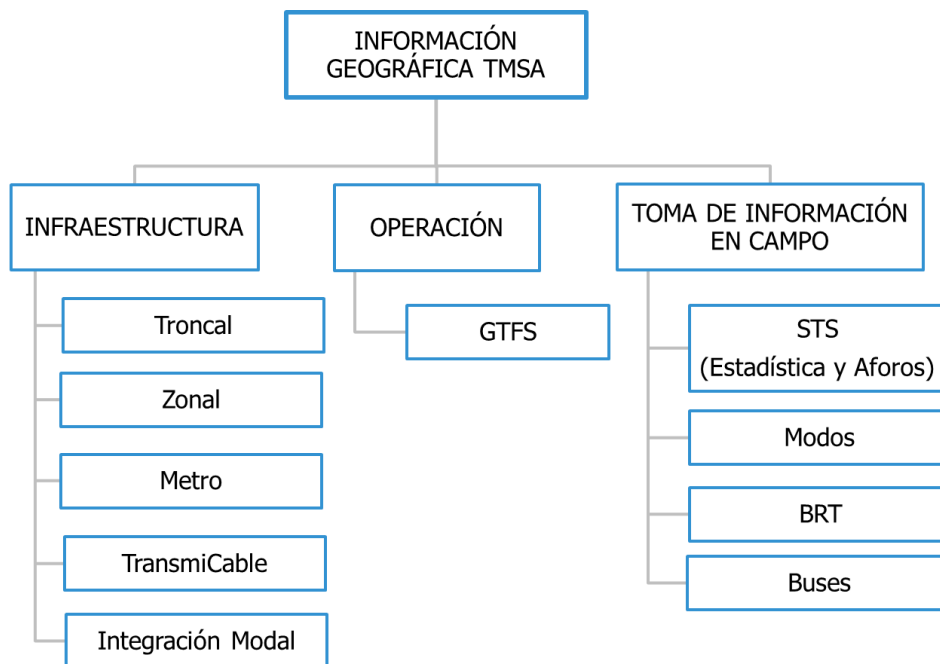 INFORMACIÓN
GEOGRÁFICA TMSA
INFRAESTRUCTURA
OPERACIÓN
TOMA DE INFORMACIÓN
EN CAMPO
Troncal
Zonal
Metro
TransmiCable
Integración Modal
GTFS
STS
(Estadística y Aforos)
Modos
BRT
Buses